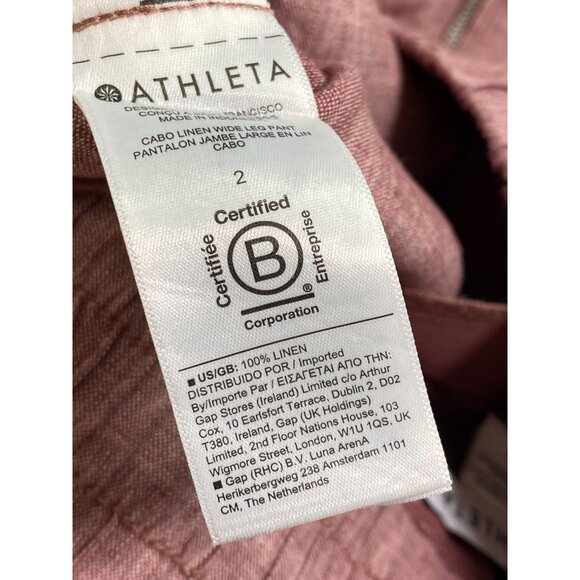 ATHLETA
FRANCISCO
MADE IN
CABO LINEN WIDE LEG PANT
PANTALON JAMBE LARGE EN LIN
CABO
2
Certified
Certifiée
B
Entreprise
®
Corporation
■ US/GB: 100% LINEN
DISTRIBUIDO POR / Imported
By/Importe Par / ΕΙΣΑΓΕΤΑΙ ΑΠΟ ΤΗΝ:
Gap Stores (Ireland) Limited c/o Arthur
Cox, 10 Earlsfort Terrace, Dublin 2, D02
T380, Ireland, Gap (UK Holdings)
Limited, 2nd Floor Nations House, 103
Wigmore Street, London, W1U 1QS, UK
■ Gap (RHC) B.V. Luna ArenA
Herikerbergweg 238 Amsterdam 1101
CM, The Netherlands